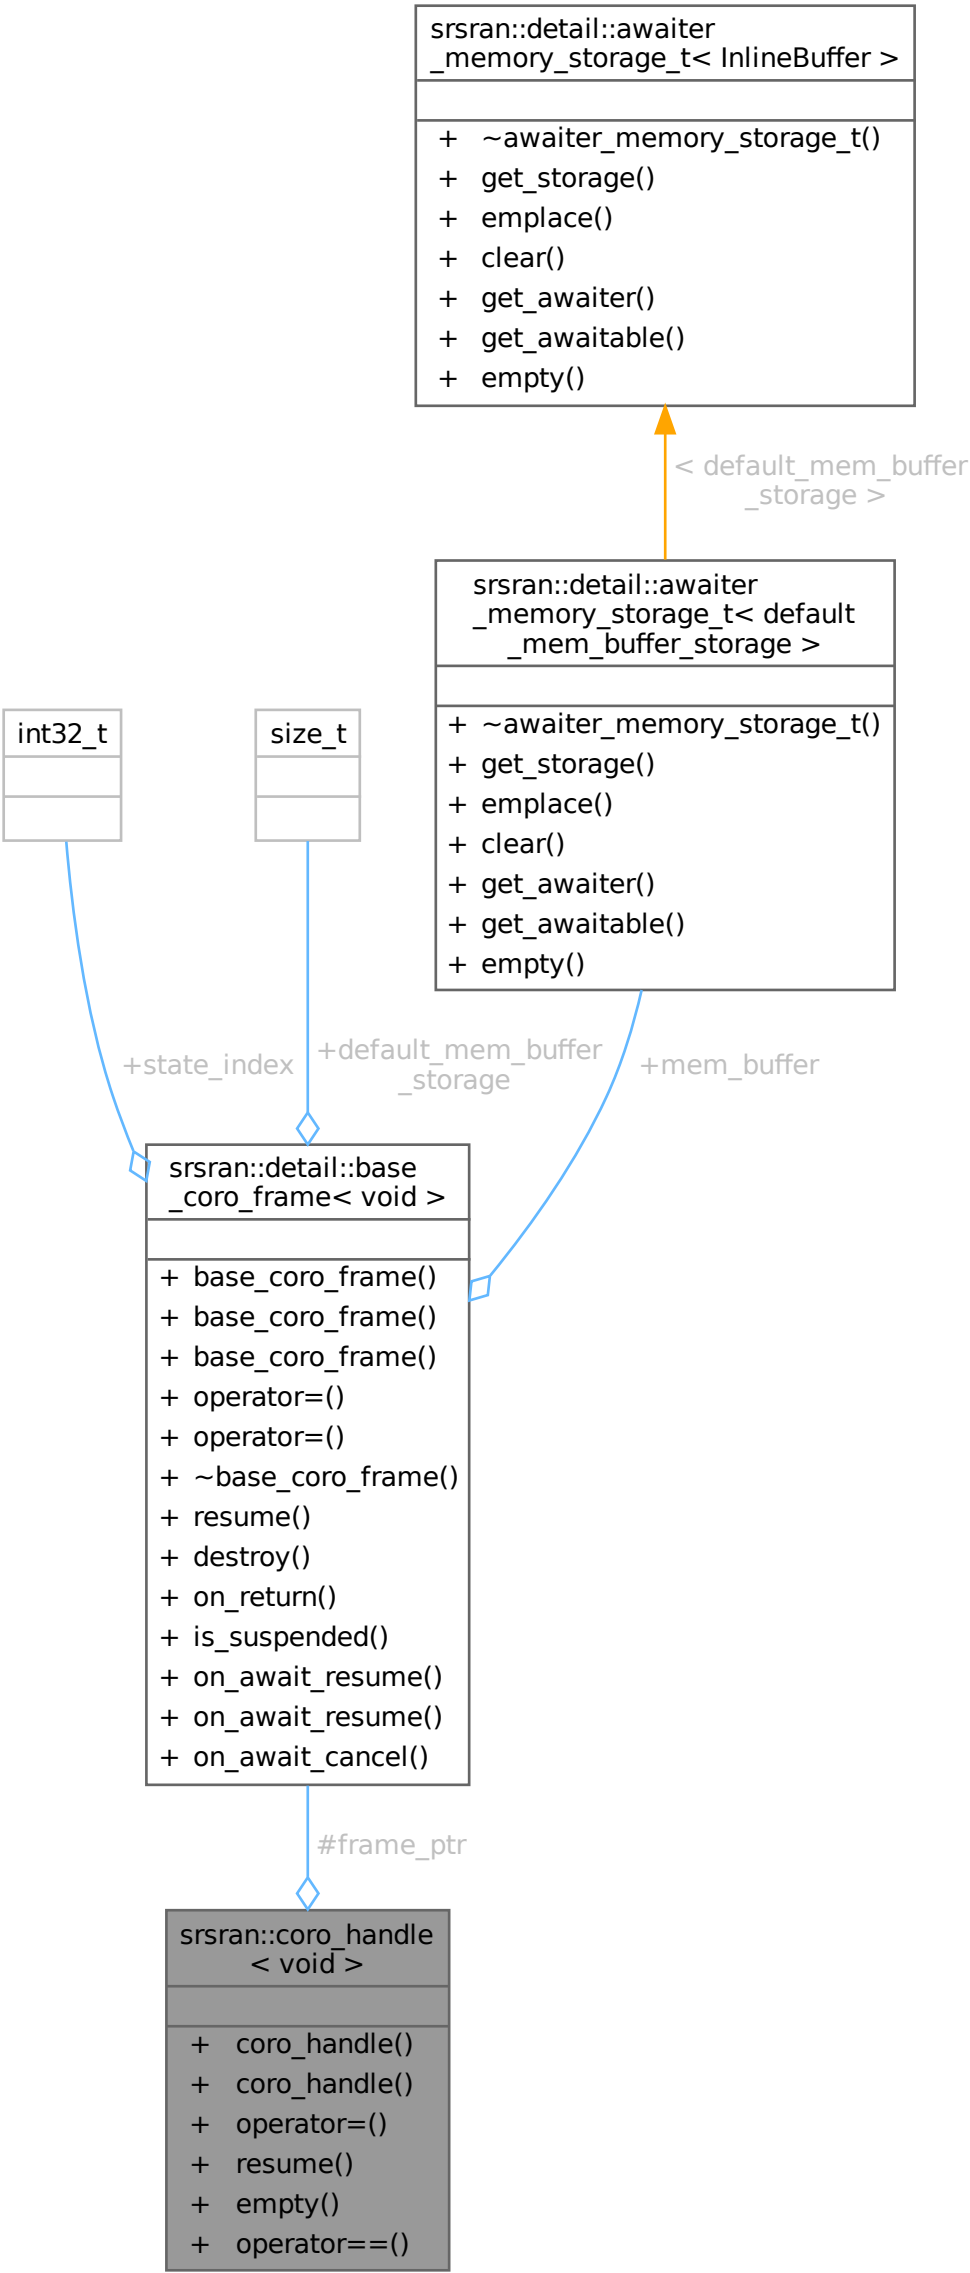 srsran::detail::awaiter
_memory_storage_t< InlineBuffer >
+ ~awaiter_memory_storage_t()
+ get_storage()
+ emplace()
+ clear()
+ get_awaiter()
+ get_awaitable()
+ empty()
< default_mem_buffer
_storage >
srsran::detail::awaiter
_memory_storage_t< default
_mem_buffer_storage >
+ ~awaiter_memory_storage_t()
+ get_storage()
+ emplace()
+ clear()
+ get_awaiter()
+ get_awaitable()
+ empty()
int32_t
size_t
+state_index
+default_mem_buffer
_storage
+mem_buffer
srsran::detail::base
_coro_frame< void >
+ base_coro_frame()
+ base_coro_frame()
+ base_coro_frame()
+ operator=()
+ operator=()
+ ~base_coro_frame()
+ resume()
+ destroy()
+ on_return()
+ is_suspended()
+ on_await_resume()
+ on_await_resume()
+ on_await_cancel()
#frame_ptr
srsran::coro_handle
< void >
+ coro_handle()
+ coro_handle()
+ operator=()
+ resume()
+ empty()
+ operator==()